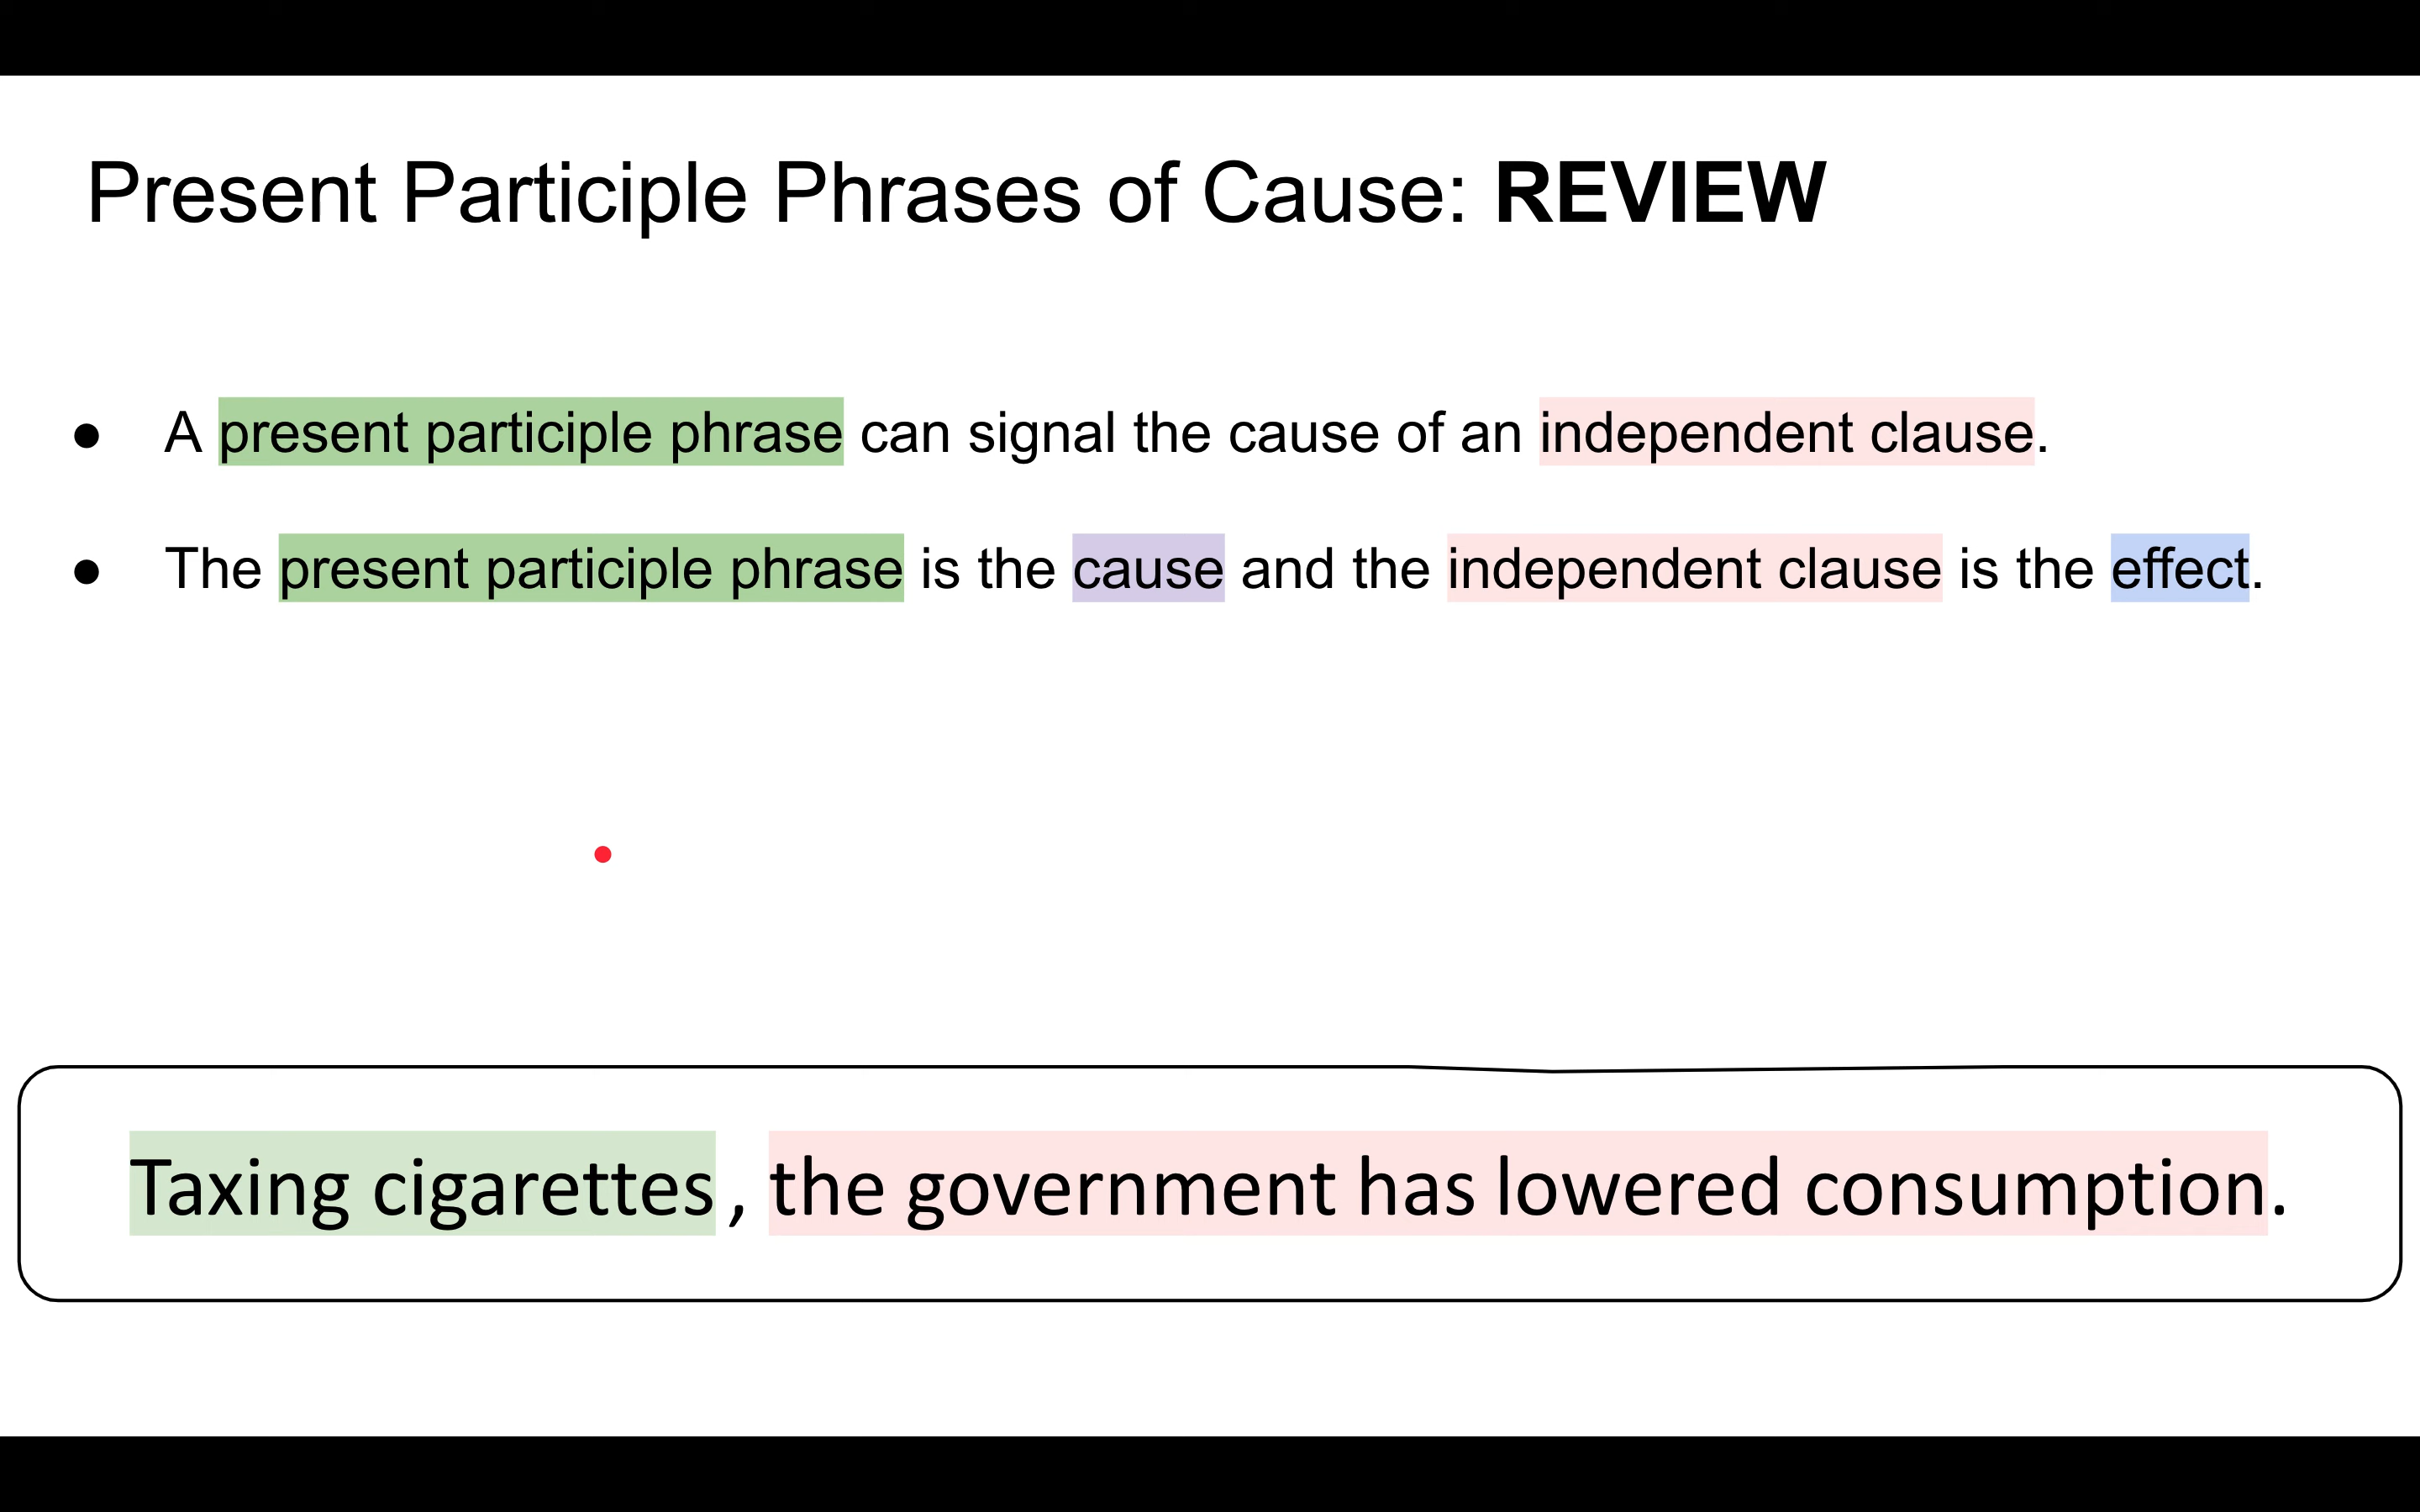 Present Participle Phrases of Cause: REVIEW
● A present participle phrase can signal the cause of an independent clause.
● The present participle phrase is the cause and the independent clause is the effect.
Taxing cigarettes , the government has lowered consumption.